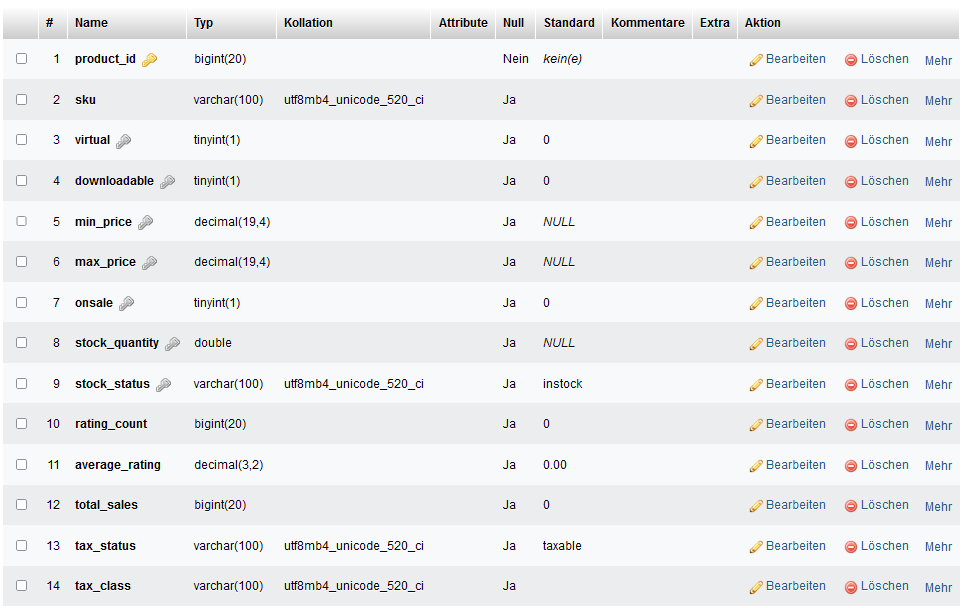 # Name Typ Kollation Attribute Null Standard Kommentare Extra Aktion
1 product_id bigint(20) Nein kein(e) Bearbeiten Löschen Mehr
2 sku varchar(100) utf8mb4_unicode_520_ci Ja Bearbeiten Löschen Mehr
3 virtual tinyint(1) Ja 0 Bearbeiten Löschen Mehr
4 downloadable tinyint(1) Ja 0 Bearbeiten Löschen Mehr
5 min_price decimal(19,4) Ja NULL Bearbeiten Löschen Mehr
6 max_price decimal(19,4) Ja NULL Bearbeiten Löschen Mehr
7 onsale tinyint(1) Ja 0 Bearbeiten Löschen Mehr
8 stock_quantity double Ja NULL Bearbeiten Löschen Mehr
9 stock_status varchar(100) utf8mb4_unicode_520_ci Ja instock Bearbeiten Löschen Mehr
10 rating_count bigint(20) Ja 0 Bearbeiten Löschen Mehr
11 average_rating decimal(3,2) Ja 0.00 Bearbeiten Löschen Mehr
12 total_sales bigint(20) Ja 0 Bearbeiten Löschen Mehr
13 tax_status varchar(100) utf8mb4_unicode_520_ci Ja taxable Bearbeiten Löschen Mehr
14 tax_class varchar(100) utf8mb4_unicode_520_ci Ja Bearbeiten Löschen Mehr